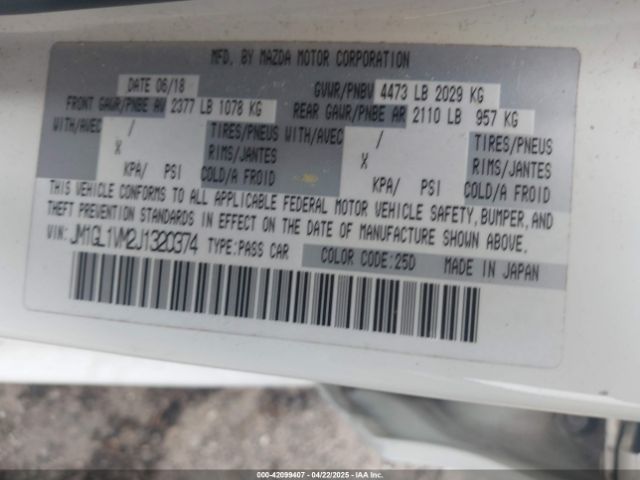 MFD. BY MAZDA MOTOR CORPORATION
DATE 06/18 GVWR/PNBV 4473 LB 2029 KG
FRONT GAWR/PNBE AV 2377 LB 1078 KG REAR GAWR/PNBE AR 2110 LB 957 KG
WITH/AVEC / TIRES/PNEUS WITH/AVEC / TIRES/PNEUS
X RIMS/JANTES X RIMS/JANTES
KPA/ PSI COLD/A FROID KPA/ PSI COLD/A FROID
THIS VEHICLE CONFORMS TO ALL APPLICABLE FEDERAL MOTOR VEHICLE SAFETY, BUMPER, AND
THEFT PREVENTION STANDARDS IN EFFECT ON THE DATE OF MANUFACTURE SHOWN ABOVE.
VIN: JM1GL1VM2J1320374 TYPE:PASS CAR COLOR CODE:25D MADE IN JAPAN
000-42099407 - 04/22/2025 - IAAI.COM